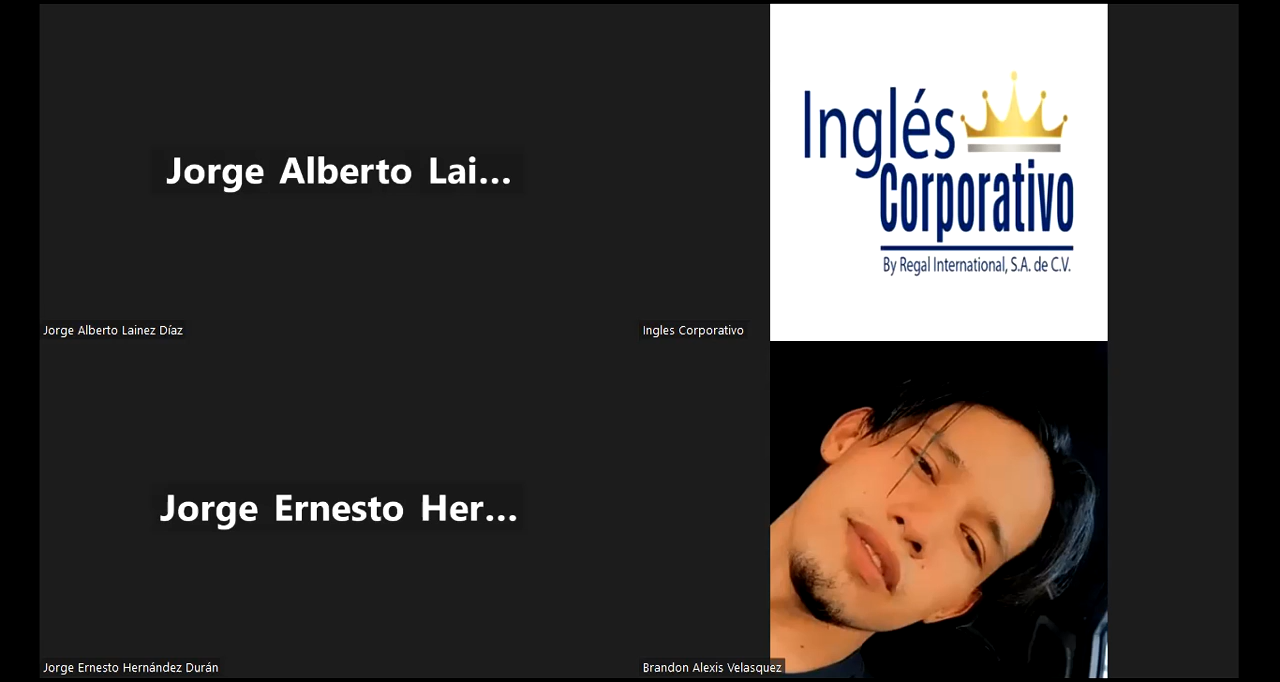 Jorge Alberto Lai...
Jorge Alberto Lainez Díaz
Inglés
Corporativo
By Regal International, S.A. de C.V.
Ingles Corporativo
Jorge Ernesto Her...
Jorge Ernesto Hernández Durán
Brandon Alexis Velasquez